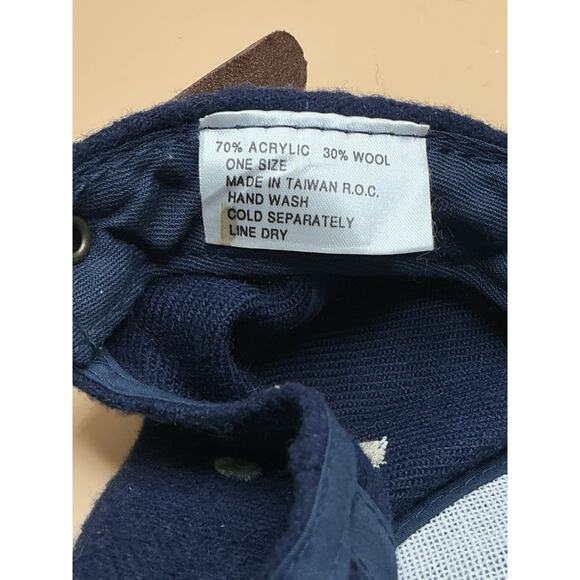 70% ACRYLIC 30% WOOL
ONE SIZE
MADE IN TAIWAN R.O.C.
HAND WASH
COLD SEPARATELY
LINE DRY